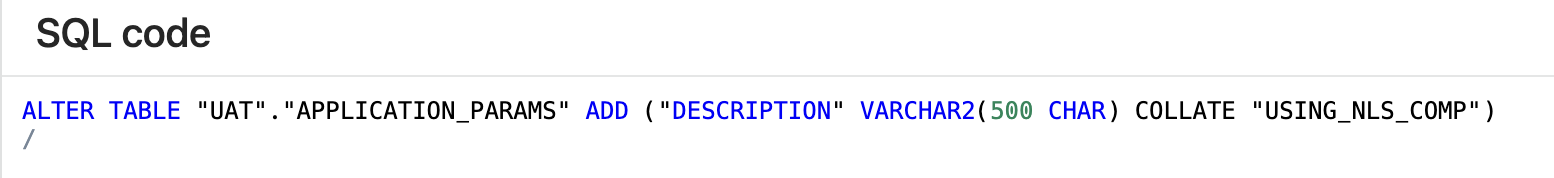 SQL code
ALTER TABLE "UAT"."APPLICATION_PARAMS" ADD ("DESCRIPTION" VARCHAR2(500 CHAR) COLLATE "USING_NLS_COMP")
/